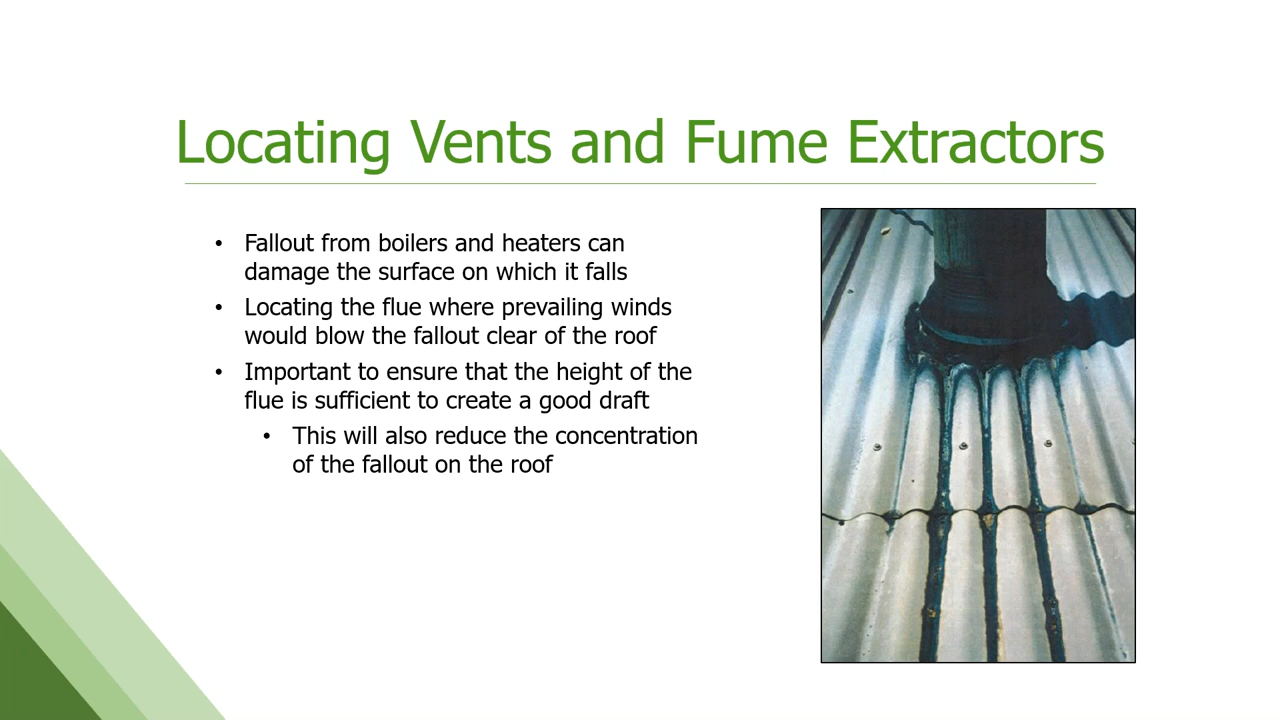 Locating Vents and Fume Extractors
• Fallout from boilers and heaters can
damage the surface on which it falls
• Locating the flue where prevailing winds
would blow the fallout clear of the roof
• Important to ensure that the height of the
flue is sufficient to create a good draft
• This will also reduce the concentration
of the fallout on the roof